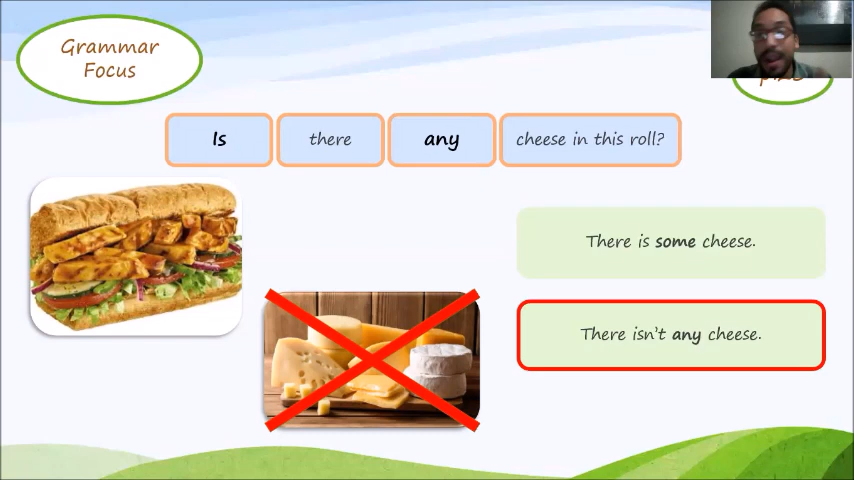 Grammar
Focus
Is there any cheese in this roll?
There is some cheese.
There isn't any cheese.